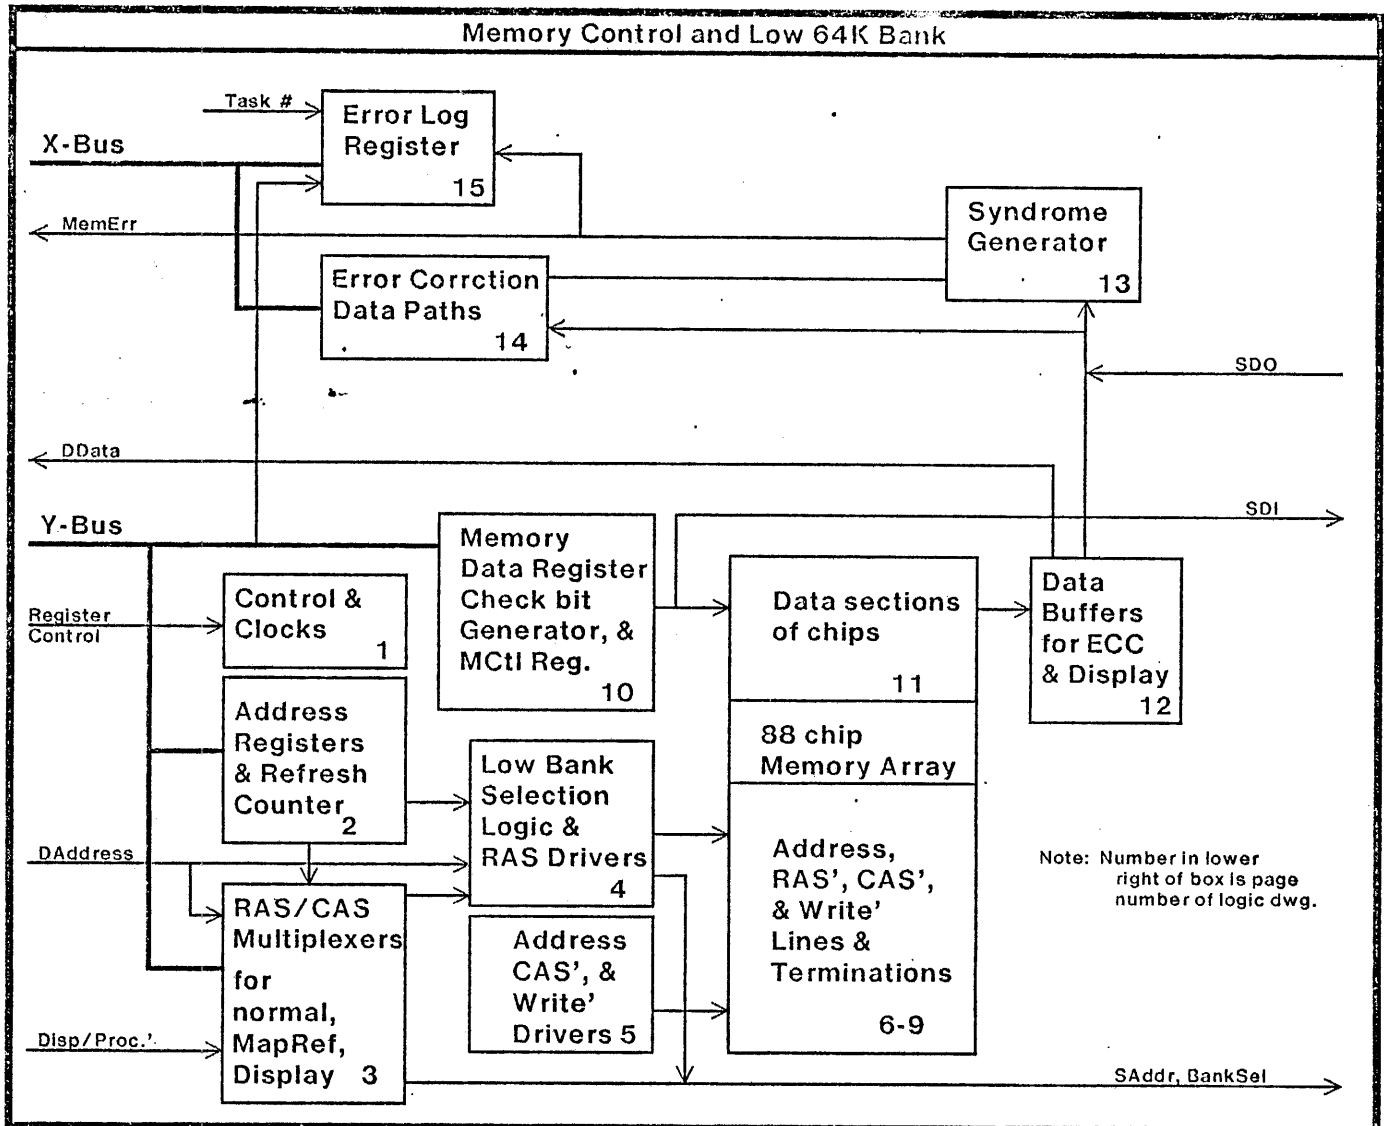 Memory Control and Low 64K Bank
Task #
Error Log
Register
15
X-Bus
MemErr
Syndrome
Generator
13
Error Corrction
Data Paths
14
SDO
DData
Y-Bus
SDI
Memory
Data Register
Check bit
Generator, &
MCtl Reg.
10
Register
Control
Control &
Clocks
1
Data sections
of chips
11
Data
Buffers
for ECC
& Display
12
Address
Registers
& Refresh
Counter
2
88 chip
Memory Array
Low Bank
Selection
Logic &
RAS Drivers
4
DAddress
Address,
RAS', CAS',
& Write'
Lines &
Terminations
6-9
Note: Number in lower
right of box is page
number of logic dwg.
RAS/CAS
Multiplexers
for
normal,
MapRef,
Display 3
Address
CAS', &
Write'
Drivers 5
Disp/Proc.'
SAddr, BankSel